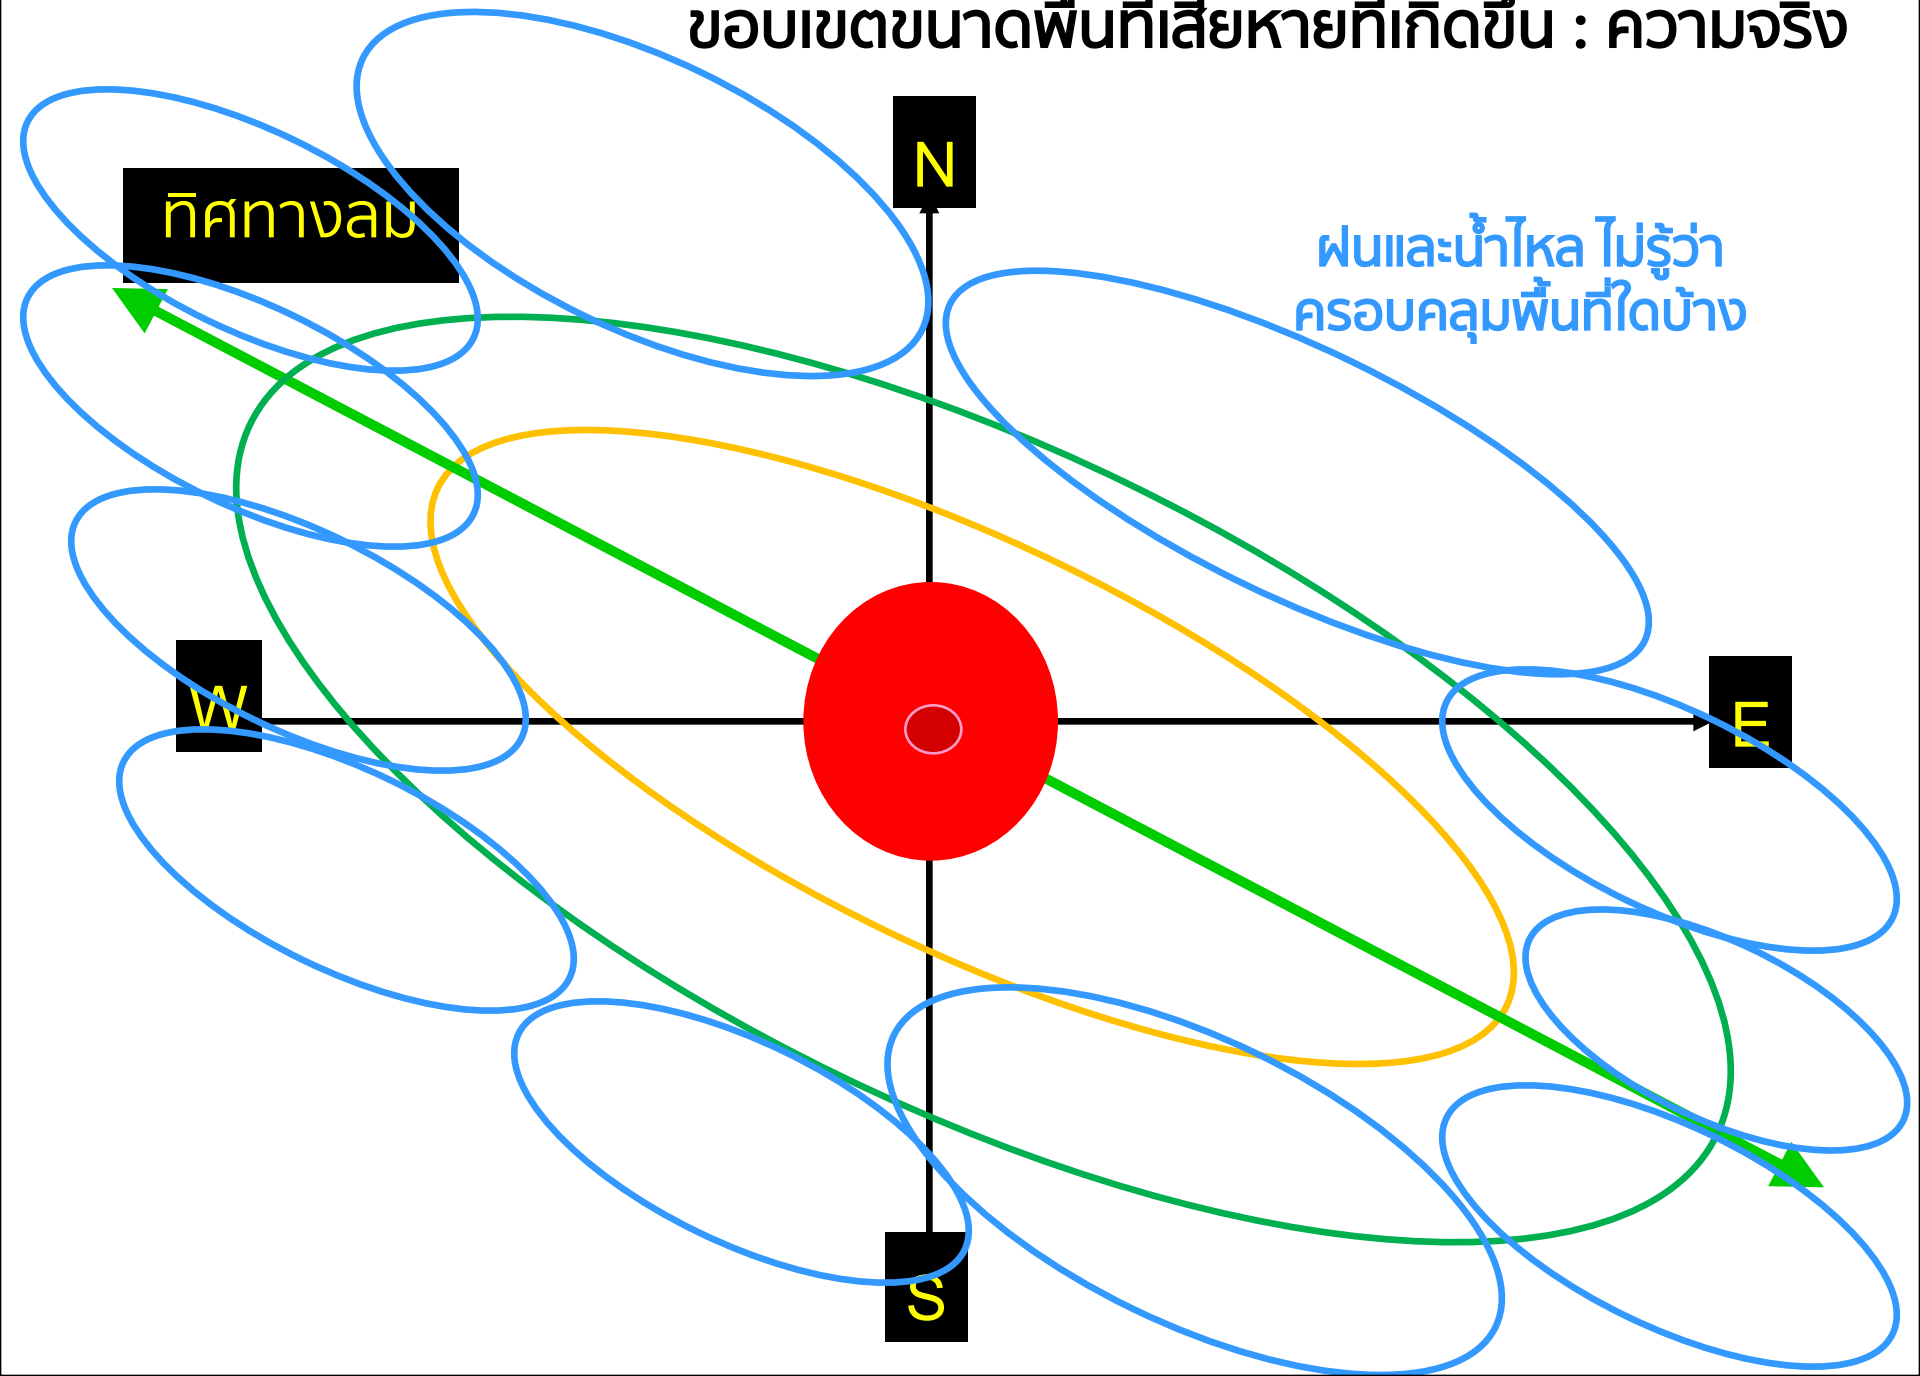 ขอบเขตขนาดพื้นที่เสียหายที่เกิดขึ้น : ความจริง
N
ทิศทางลม
ฝนและน้ำไหล ไม่รู้ว่า
ครอบคลุมพื้นที่ใดบ้าง
W
E
S